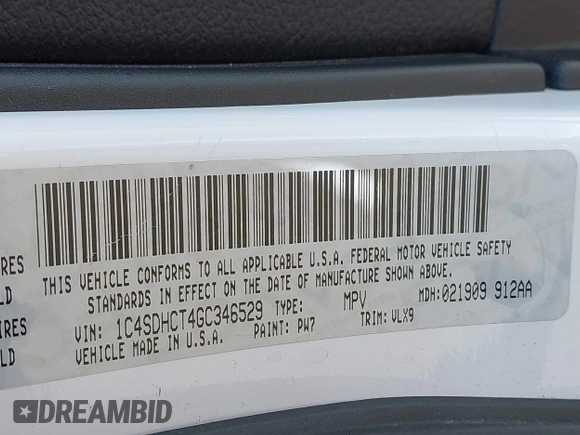 THIS VEHICLE CONFORMS TO ALL APPLICABLE U.S.A. FEDERAL MOTOR VEHICLE SAFETY
STANDARDS IN EFFECT ON THE DATE OF MANUFACTURE SHOWN ABOVE.
VIN: 1C4SDHCT4GC346529 TYPE: MPV MDH:021909 912AA
VEHICLE MADE IN U.S.A. PAINT: PW7 TRIM: VLX9
IRES
LD
IRES
LD
DREAMBID